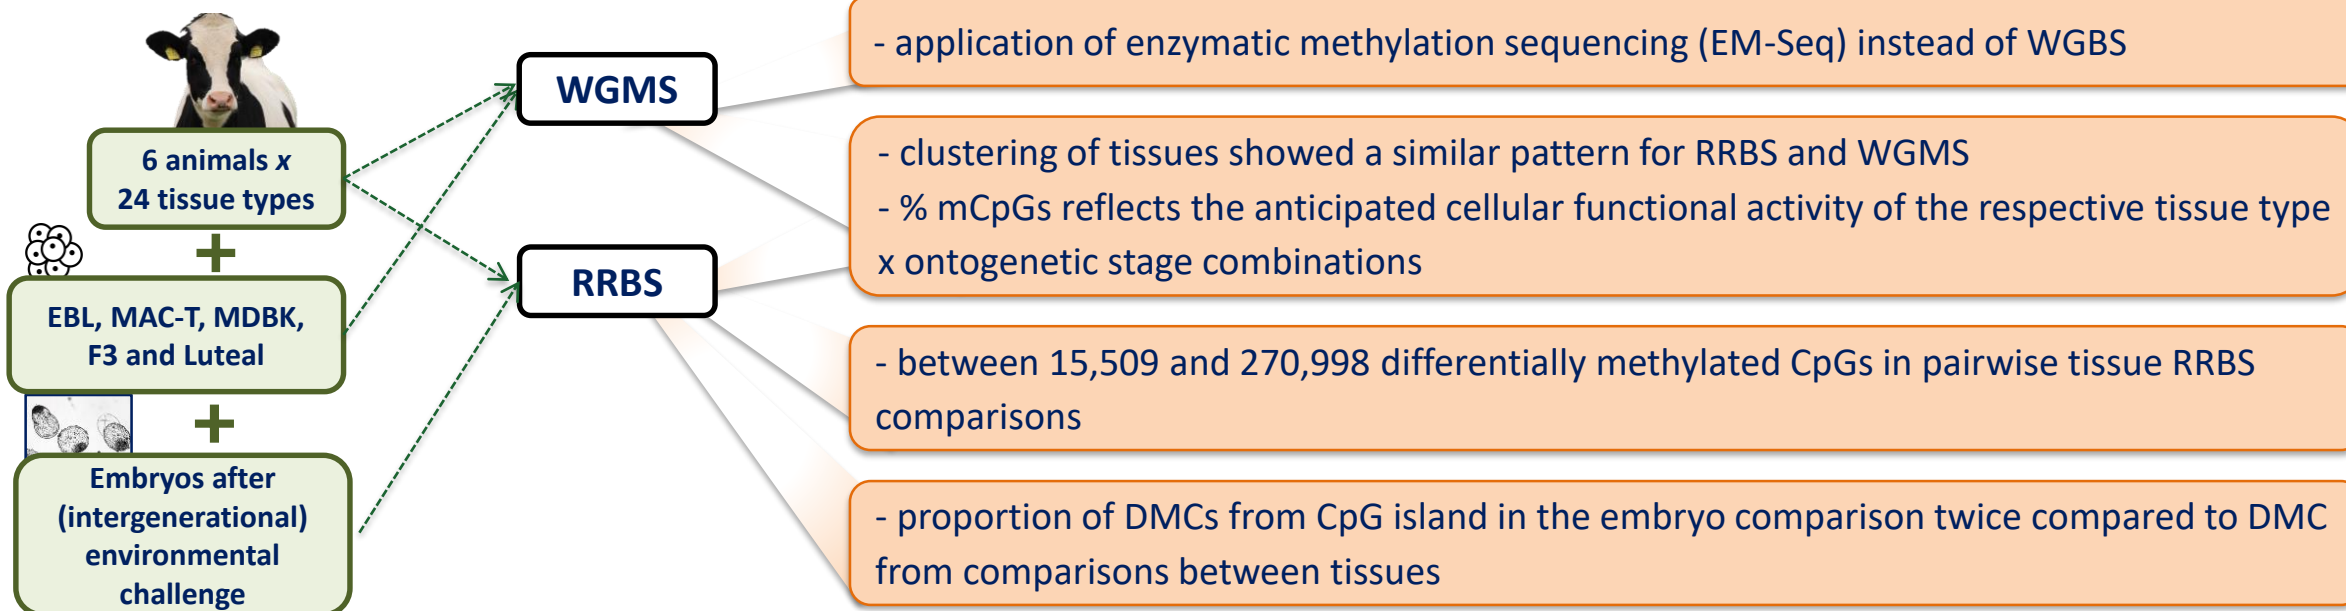 6 animals x
24 tissue types
+
EBL, MAC-T, MDBK,
F3 and Luteal
+
Embryos after
(intergenerational)
environmental
challenge
WGMS
RRBS
- application of enzymatic methylation sequencing (EM-Seq) instead of WGBS
- clustering of tissues showed a similar pattern for RRBS and WGMS
- % mCpGs reflects the anticipated cellular functional activity of the respective tissue type
x ontogenetic stage combinations
- between 15,509 and 270,998 differentially methylated CpGs in pairwise tissue RRBS
comparisons
- proportion of DMCs from CpG island in the embryo comparison twice compared to DMC
from comparisons between tissues